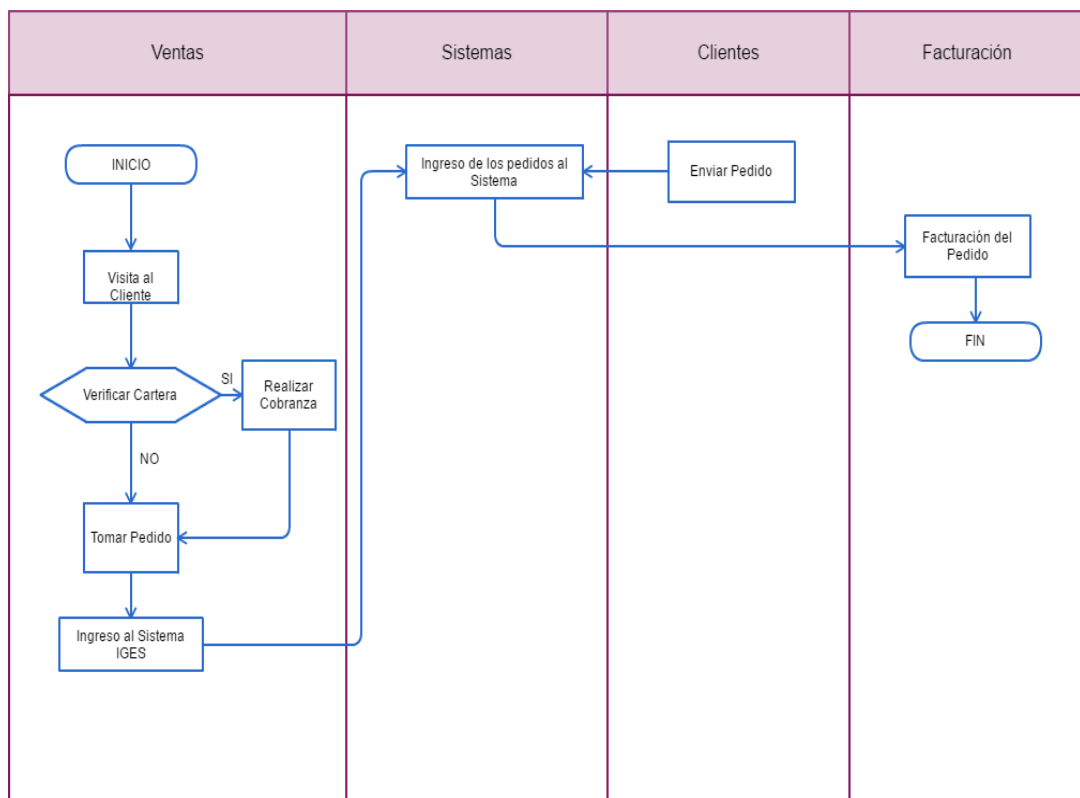 Ventas
Sistemas
Clientes
Facturación
INICIO
Visita al
Cliente
Verificar Cartera
SI
Realizar
Cobranza
NO
Tomar Pedido
Ingreso al Sistema
IGES
Ingreso de los pedidos al
Sistema
Enviar Pedido
Facturación del
Pedido
FIN